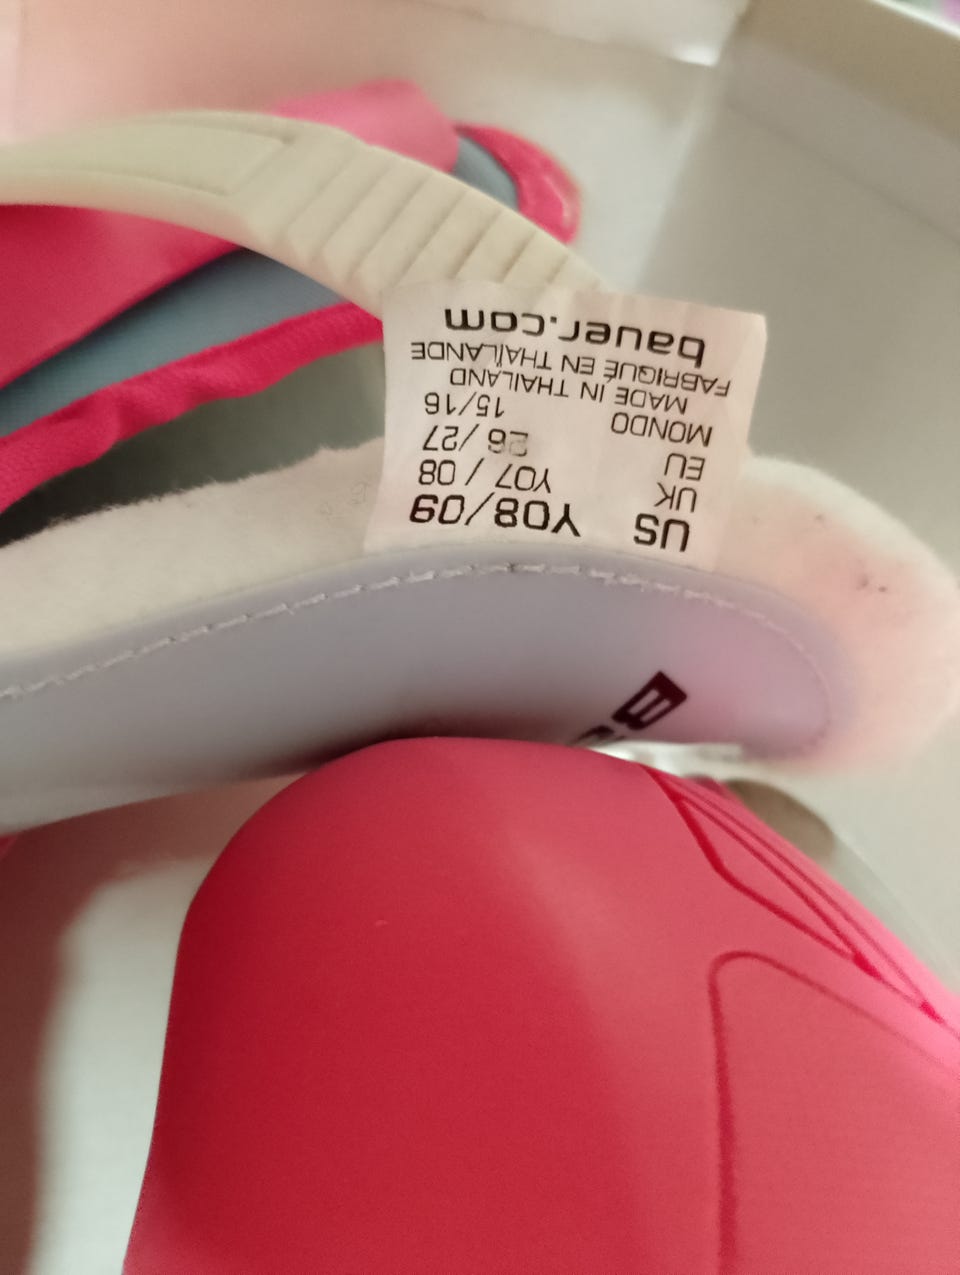 US Y08/09
UK Y07 / 08
EU 26 / 27
MONDO 15/16
MADE IN THAILAND
FABRIQUÉ EN THAÏLANDE
bauer.com